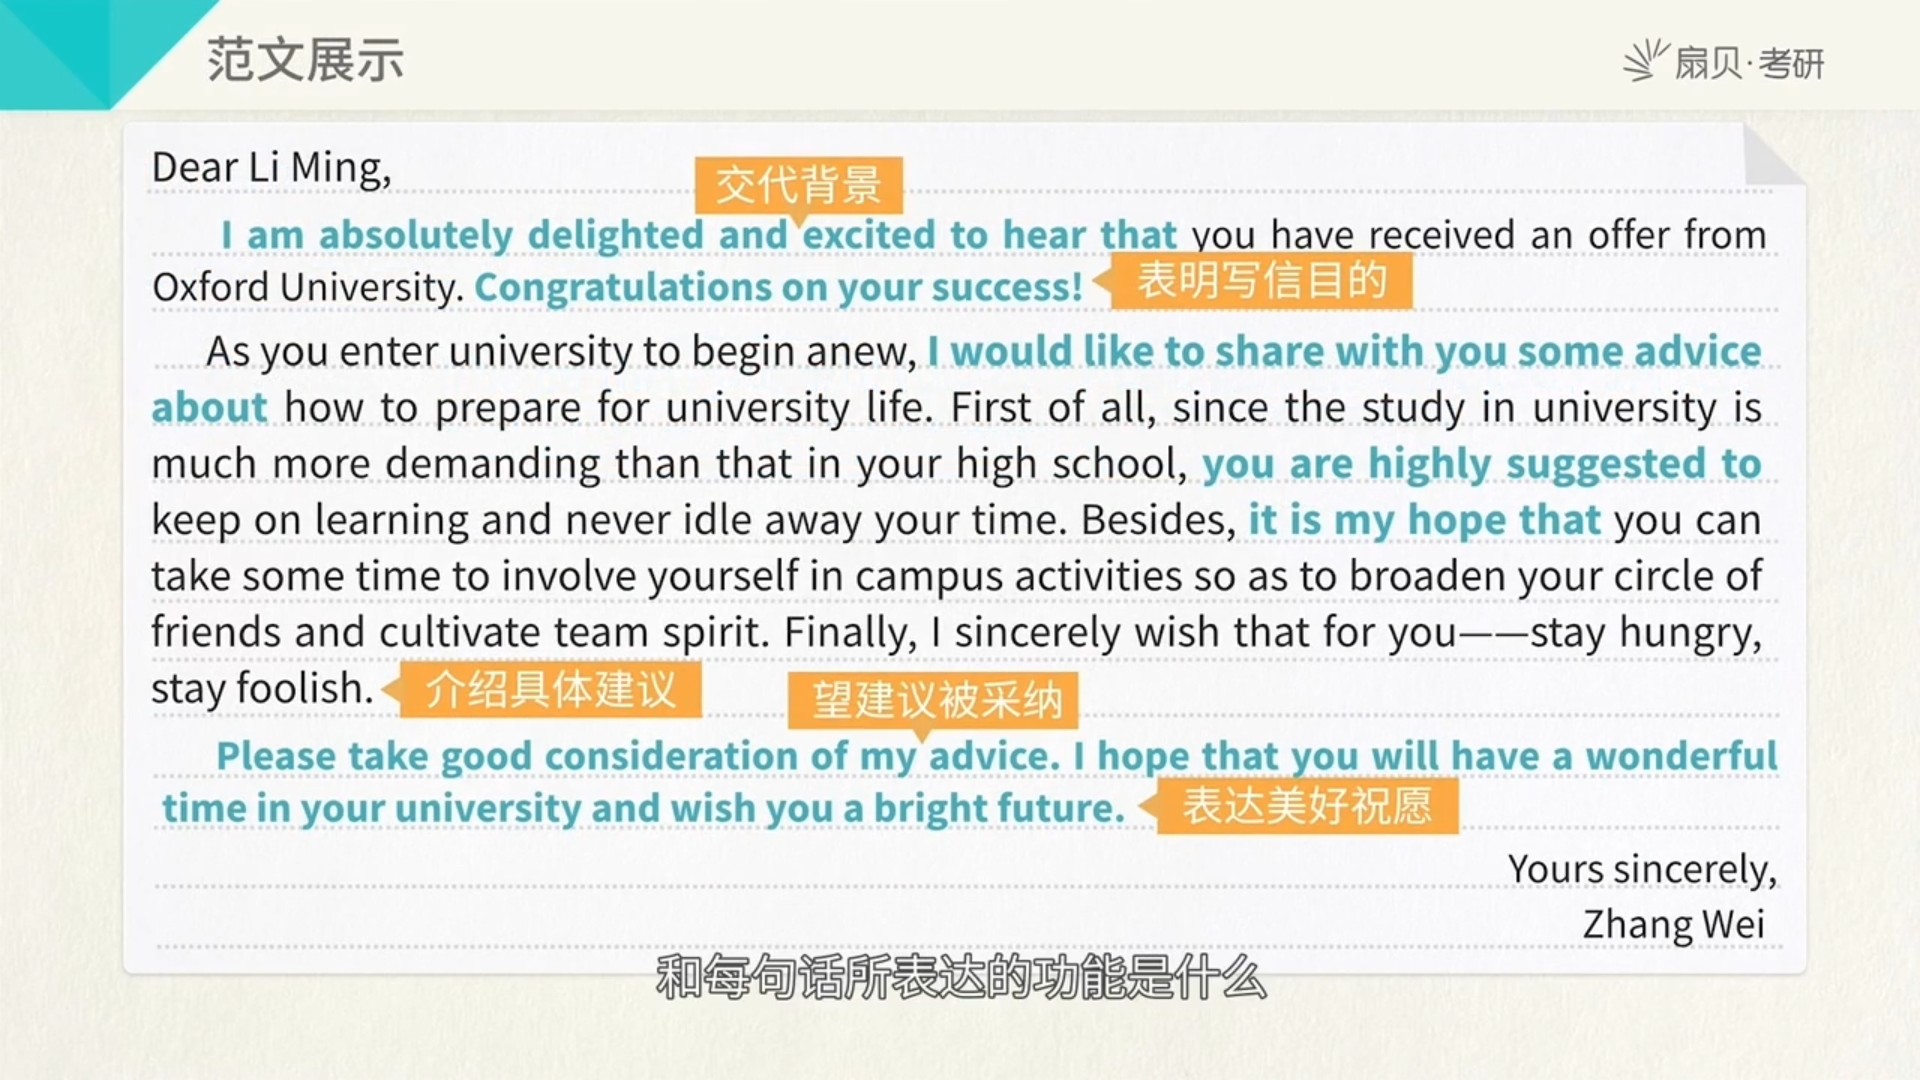 范文展示
扇贝·考研
Dear Li Ming,
交代背景
I am absolutely delighted and excited to hear that you have received an offer from
Oxford University. Congratulations on your success! 表明写信目的
As you enter university to begin anew, I would like to share with you some advice
about how to prepare for university life. First of all, since the study in university is
much more demanding than that in your high school, you are highly suggested to
keep on learning and never idle away your time. Besides, it is my hope that you can
take some time to involve yourself in campus activities so as to broaden your circle of
friends and cultivate team spirit. Finally, I sincerely wish that for you——stay hungry,
stay foolish. 介绍具体建议
望建议被采纳
Please take good consideration of my advice. I hope that you will have a wonderful
time in your university and wish you a bright future. 表达美好祝愿
Yours sincerely,
Zhang Wei
和每句话所表达的功能是什么